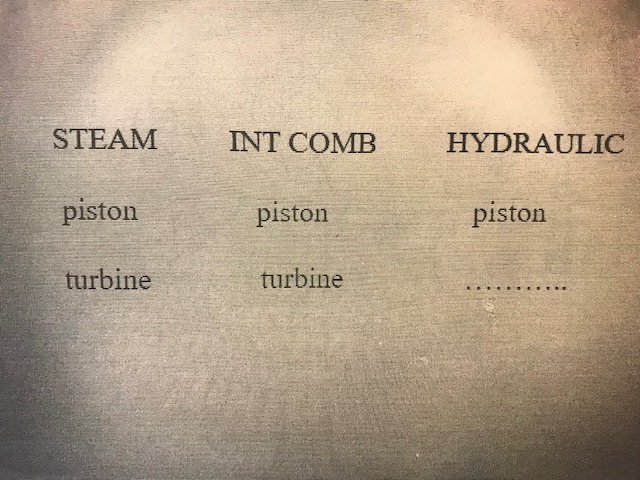 STEAM INT COMB HYDRAULIC
piston piston piston
turbine turbine ...........